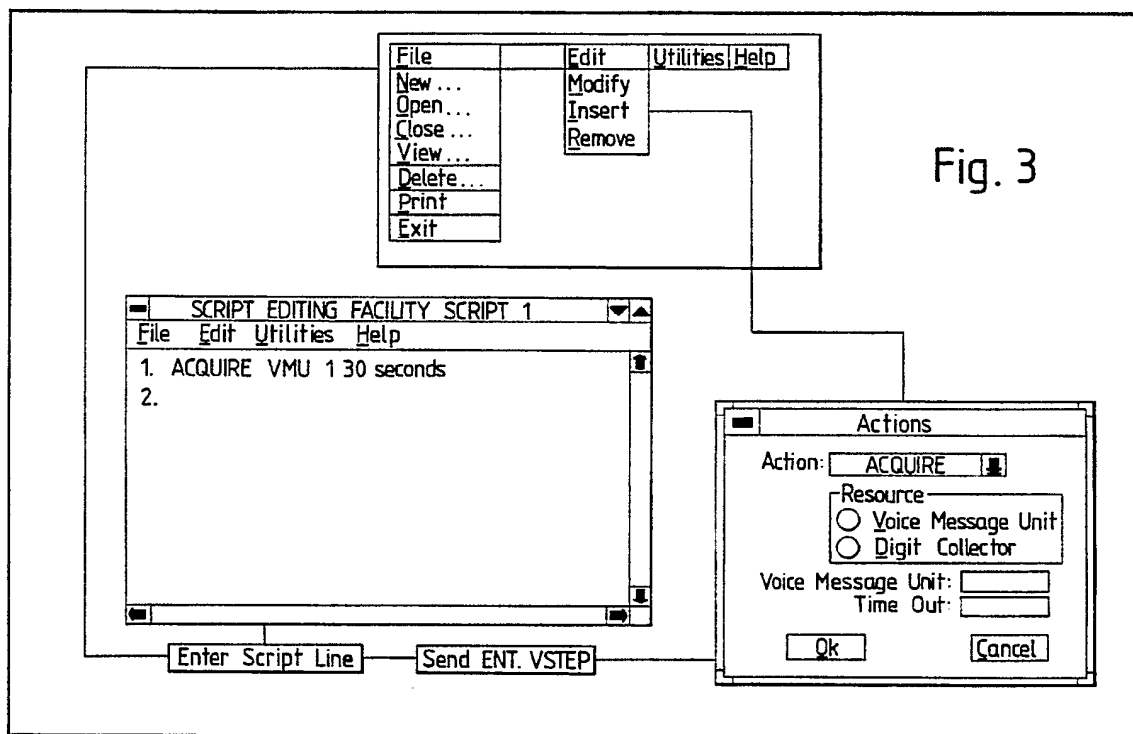 File Edit Utilities Help
New... Modify
Open... Insert
Close... Remove
View...
Delete...
Print
Exit
Fig. 3
SCRIPT EDITING FACILITY SCRIPT 1
File Edit Utilities Help
1. ACQUIRE VMU 1 30 seconds
2.
Actions
Action: ACQUIRE
Resource
Voice Message Unit
Digit Collector
Voice Message Unit:
Time Out:
Ok Cancel
Enter Script Line Send ENT. VSTEP